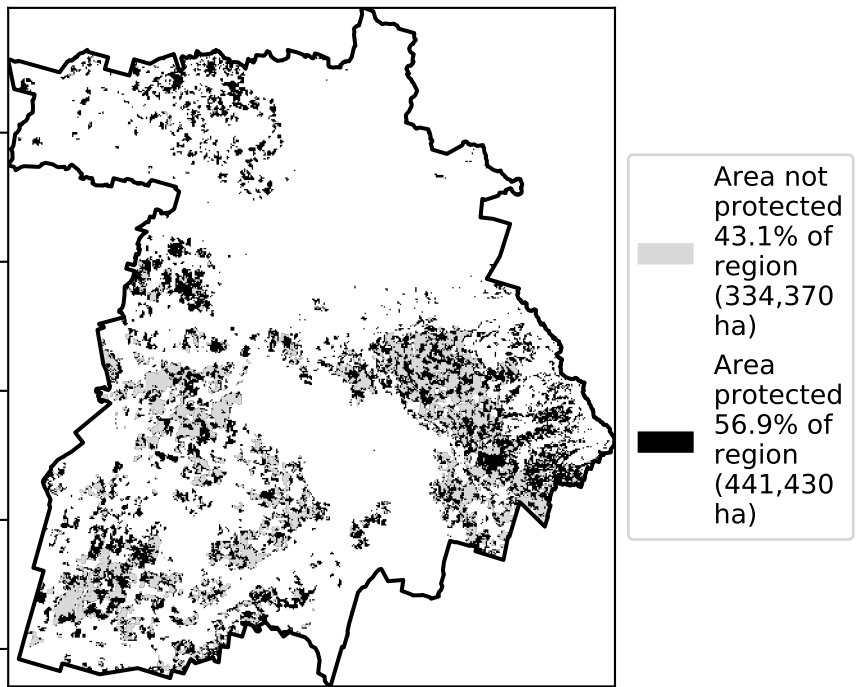 Area not
protected
43.1% of
region
(334,370
ha)
Area
protected
56.9% of
region
(441,430
ha)